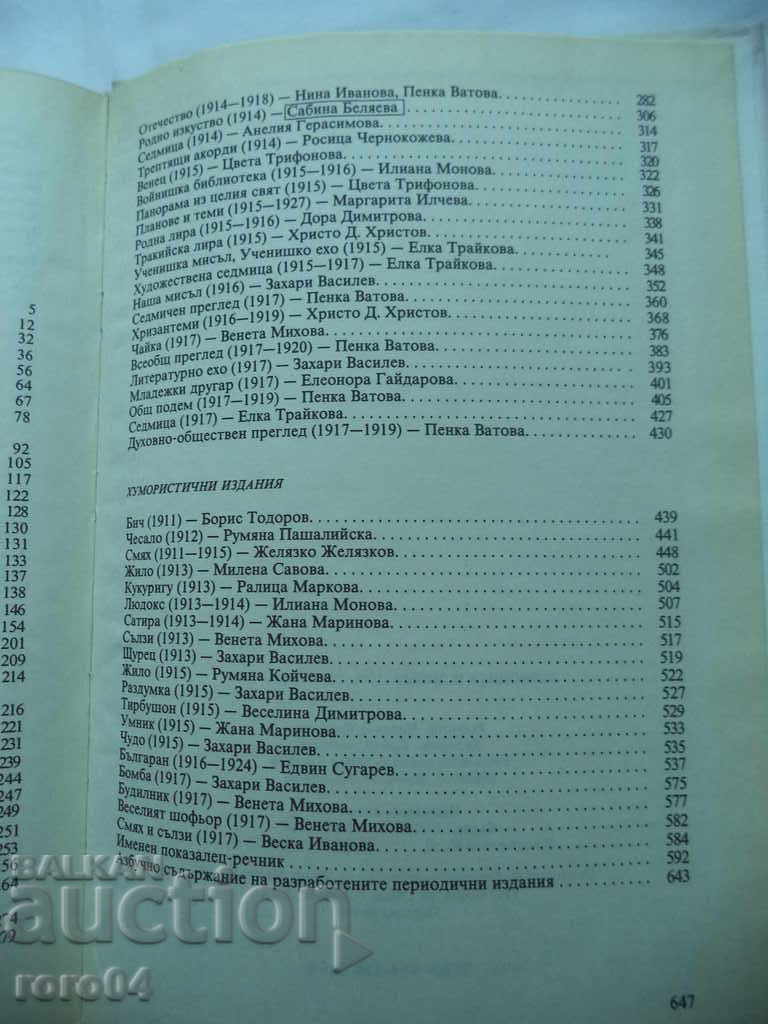 5
12
32
36
56
64
67
78
92
105
117
122
128
130
131
133
137
138
146
154
201
209
214
216
221
231
239
244
247
249
251
253
56
64
Отечество (1914—1918) — Нина Иванова, Пенка Ватова. 282
Родно изкуство (1914) — Сабина Беляева 306
Седмица (1914) — Анелия Герасимова. 314
Трептящи акорди (1914) — Росица Чернокожева. 317
Венец (1915) — Цвета Трифонова. 320
Войнишка библиотека (1915—1916) — Илиана Монова. 322
Панорама из целия свят (1915) — Цвета Трифонова. 326
Планове и теми (1915—1927) — Маргарита Илчева. 331
Родна лира (1915—1916) — Дора Димитрова. 338
Тракийска лира (1915) — Христо Д. Христов. 341
Ученишка мисъл, Ученишко ехо (1915) — Елка Трайкова. 345
Художествена седмица (1915—1917) — Елка Трайкова. 348
Наша мисъл (1916) — Захари Василев. 352
Седмичен преглед (1917) — Пенка Ватова. 360
Хризантеми (1916—1919) — Христо Д. Христов. 368
Чайка (1917) — Венета Михова. 376
Всеобщ преглед (1917—1920) — Пенка Ватова. 383
Литературно ехо (1917) — Захари Василев. 393
Младежки другар (1917) — Елеонора Гайдарова. 401
Общ подем (1917—1919) — Пенка Ватова. 405
Седмица (1917) — Елка Трайкова. 427
Духовно-обществен преглед (1917—1919) — Пенка Ватова. 430
ХУМОРИСТИЧНИ ИЗДАНИЯ
Бич (1911) — Борис Тодоров. 439
Чесало (1912) — Румяна Пашалийска. 441
Смях (1911—1915) — Желязко Желязков. 448
Жило (1913) — Милена Савова. 502
Кукуригу (1913) — Ралица Маркова. 504
Людокс (1913—1914) — Илиана Монова. 507
Сатира (1913—1914) — Жана Маринова. 515
Сълзи (1913) — Венета Михова. 517
Щурец (1913) — Захари Василев. 519
Жило (1915) — Румяна Койчева. 522
Раздумка (1915) — Захари Василев. 527
Тирбушон (1915) — Веселина Димитрова. 529
Умник (1915) — Жана Маринова. 533
Чудо (1915) — Захари Василев. 535
Българан (1916—1924) — Едвин Сугарев. 537
Бомба (1917) — Захари Василев. 575
Будилник (1917) — Венета Михова. 577
Веселият шофьор (1917) — Венета Михова. 582
Смях и сълзи (1917) — Веска Иванова. 584
Именен показалец-речник 592
Азбучно съдържание на разработените периодични издания 643
647
BALKAN
auction
roro04